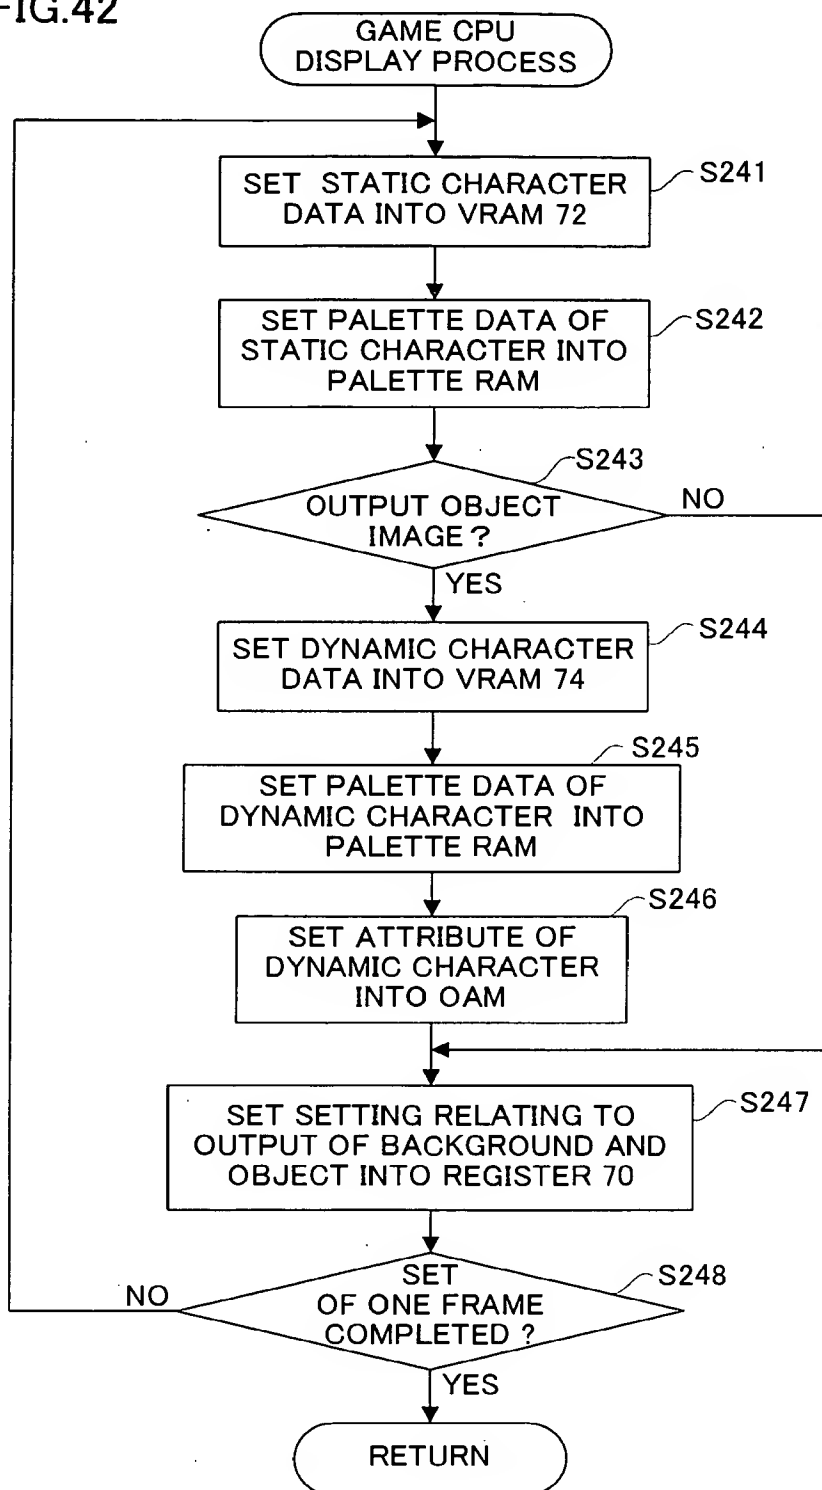 FIG.42
GAME CPU
DISPLAY PROCESS
SET STATIC CHARACTER
DATA INTO VRAM 72
S241
SET PALETTE DATA OF
STATIC CHARACTER INTO
PALETTE RAM
S242
S243
OUTPUT OBJECT
IMAGE ?
NO
YES
SET DYNAMIC CHARACTER
DATA INTO VRAM 74
S244
S245
SET PALETTE DATA OF
DYNAMIC CHARACTER INTO
PALETTE RAM
S246
SET ATTRIBUTE OF
DYNAMIC CHARACTER
INTO OAM
SET SETTING RELATING TO
OUTPUT OF BACKGROUND AND
OBJECT INTO REGISTER 70
S247
SET
OF ONE FRAME
COMPLETED ?
S248
NO
YES
RETURN